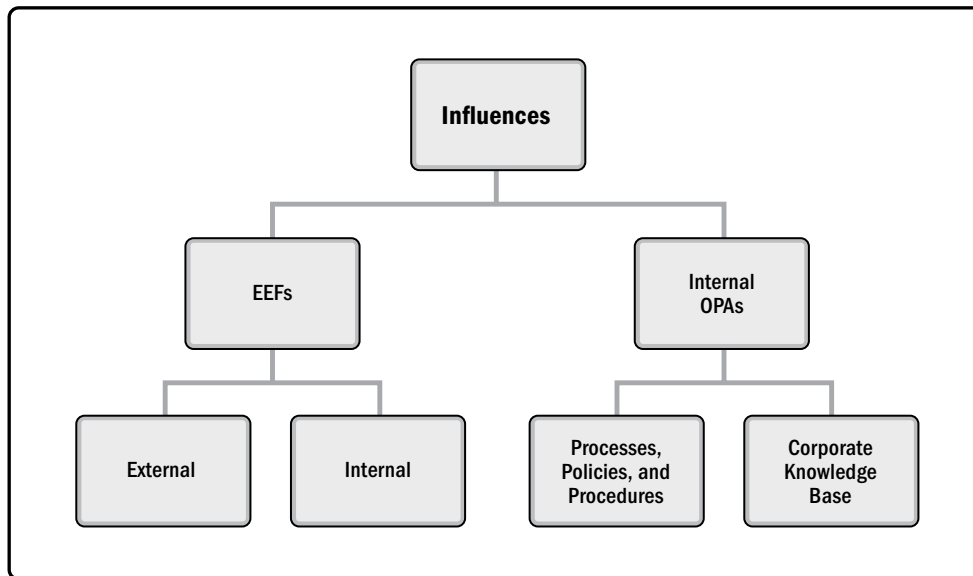 Influences
EEFs
Internal
OPAs
External
Internal
Processes,
Policies, and
Procedures
Corporate
Knowledge
Base